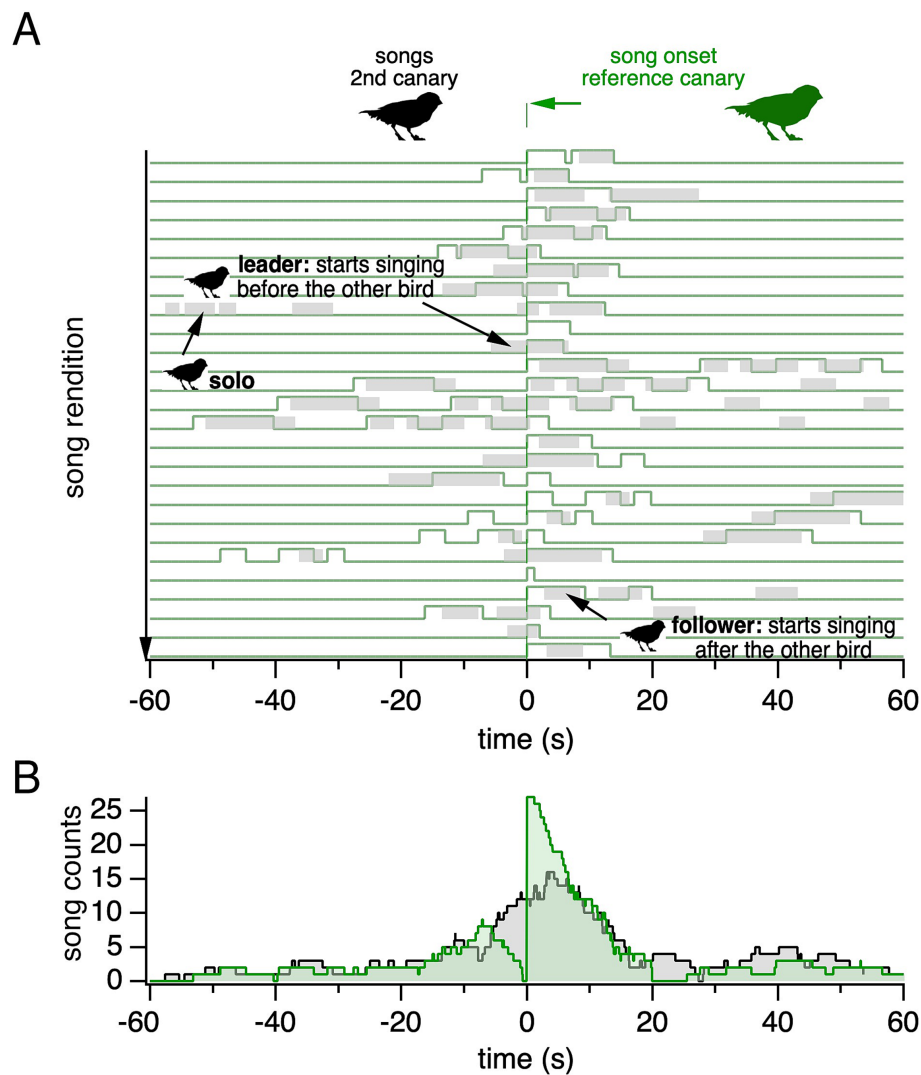 A
songs
2nd canary
song onset
reference canary
leader: starts singing
before the other bird
solo
follower: starts singing
after the other bird
song rendition
-60 -40 -20 0 20 40 60
time (s)
B
song counts
25
20
15
10
5
0
-60 -40 -20 0 20 40 60
time (s)